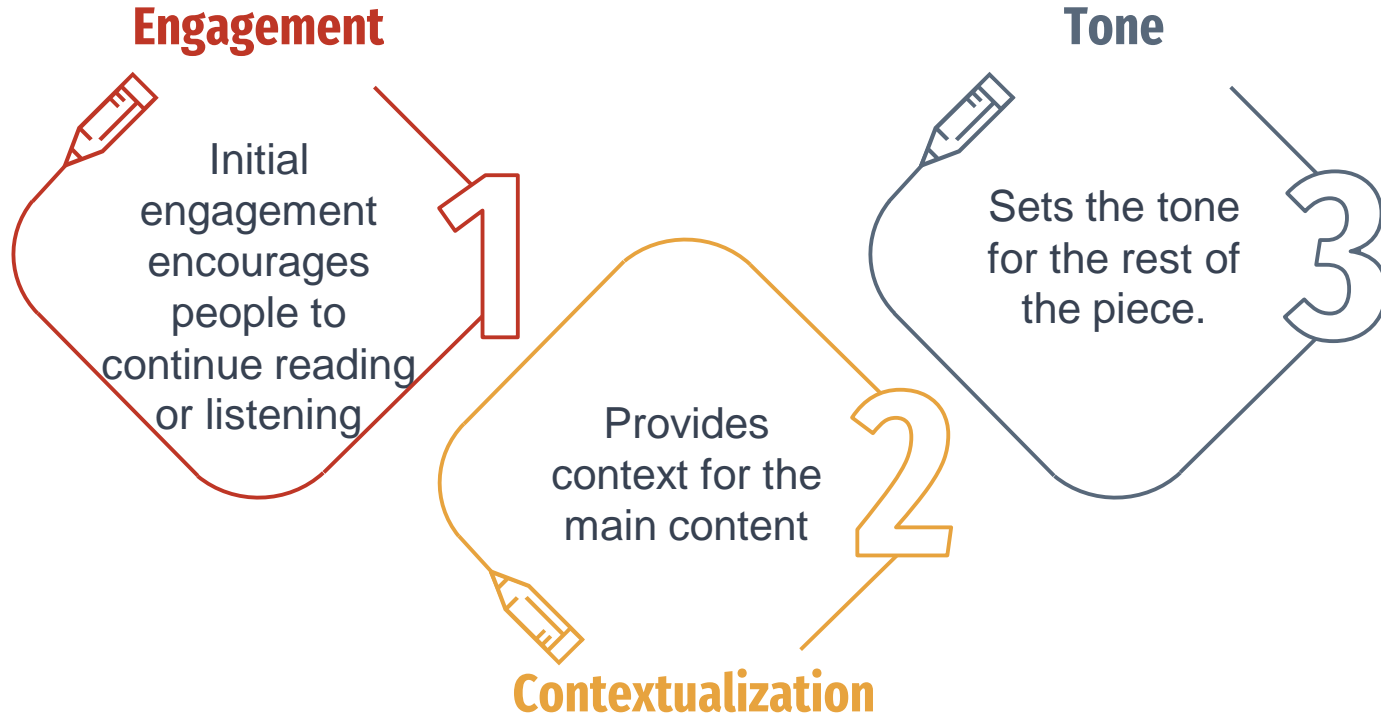 Engagement
Initial
engagement
encourages
people to
continue reading
or listening
1
Provides
context for the
main content
2
Contextualization
Tone
Sets the tone
for the rest of
the piece.
3